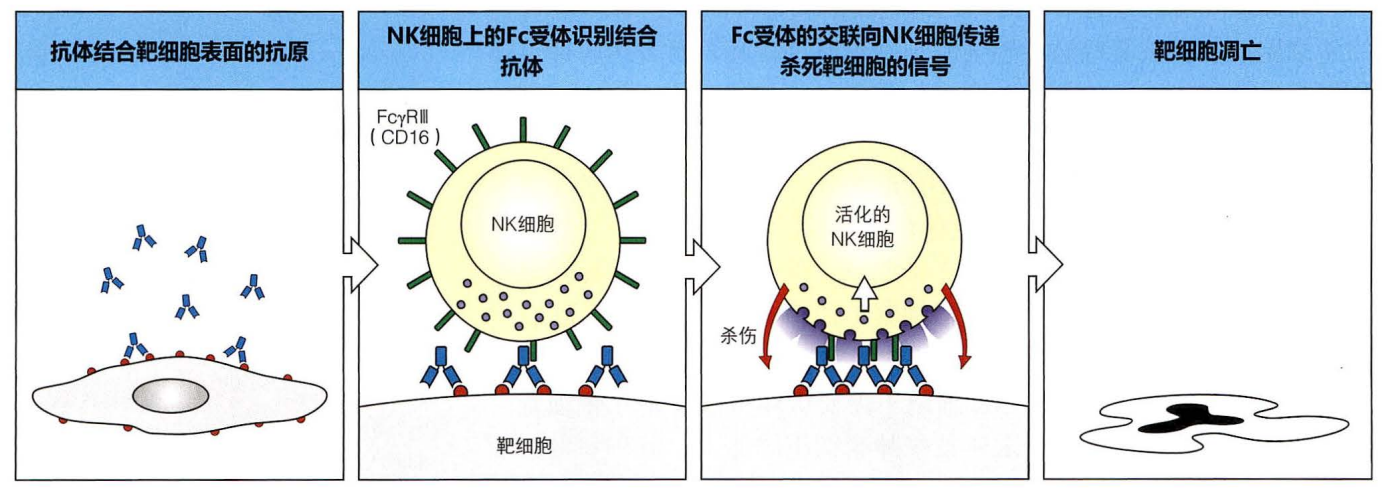 抗体结合靶细胞表面的抗原
NK细胞上的Fc受体识别结合
抗体
Fc受体的交联向NK细胞传递
杀死靶细胞的信号
靶细胞凋亡
FcγRⅢ
(CD16)
NK细胞
靶细胞
活化的
NK细胞
杀伤